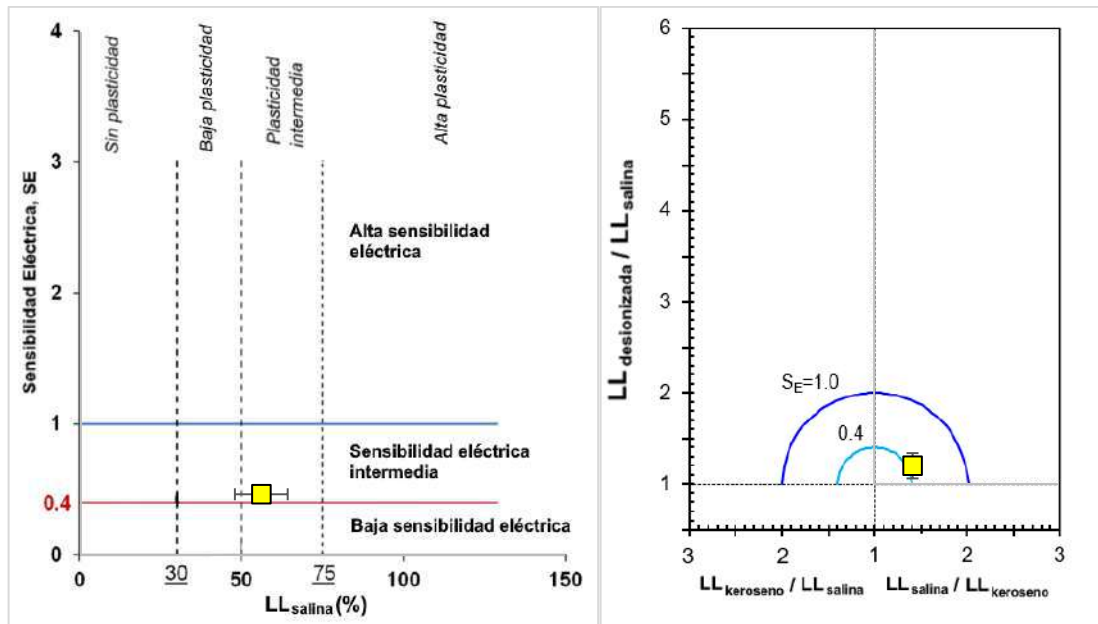 4
3
2
1
0.4
0
Sensibilidad Eléctrica, SE
Sin plasticidad
Baja plasticidad
Plasticidad
intermedia
Alta plasticidad
Alta sensibilidad
eléctrica
Sensibilidad eléctrica
intermedia
Baja sensibilidad eléctrica
0
30
50
75
100
150
LLsalina (%)
6
5
4
3
2
1
LL desionizada / LLsalina
SE=1.0
0.4
3
2
1
2
3
LLkeroseno / LLsalina
LLsalina / LLkeroseno